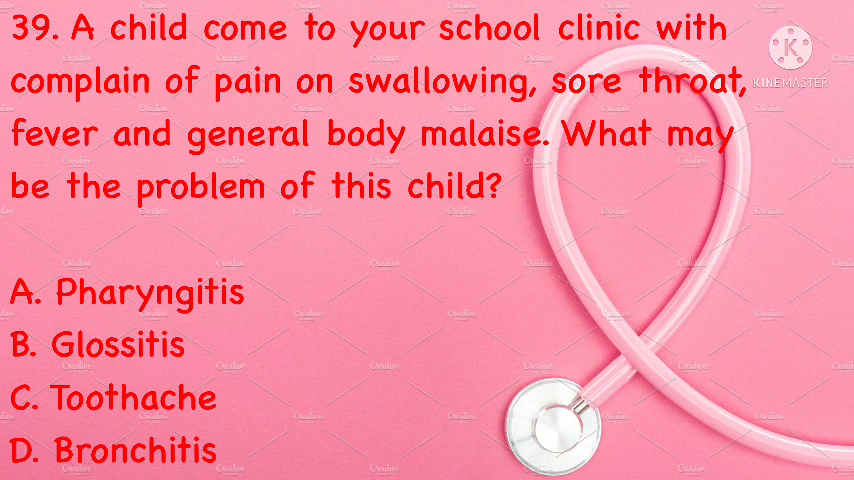 39. A child come to your school clinic with
complain of pain on swallowing, sore throat,
fever and general body malaise. What may
be the problem of this child?
A. Pharyngitis
B. Glossitis
C. Toothache
D. Bronchitis
K
KINEMASTER